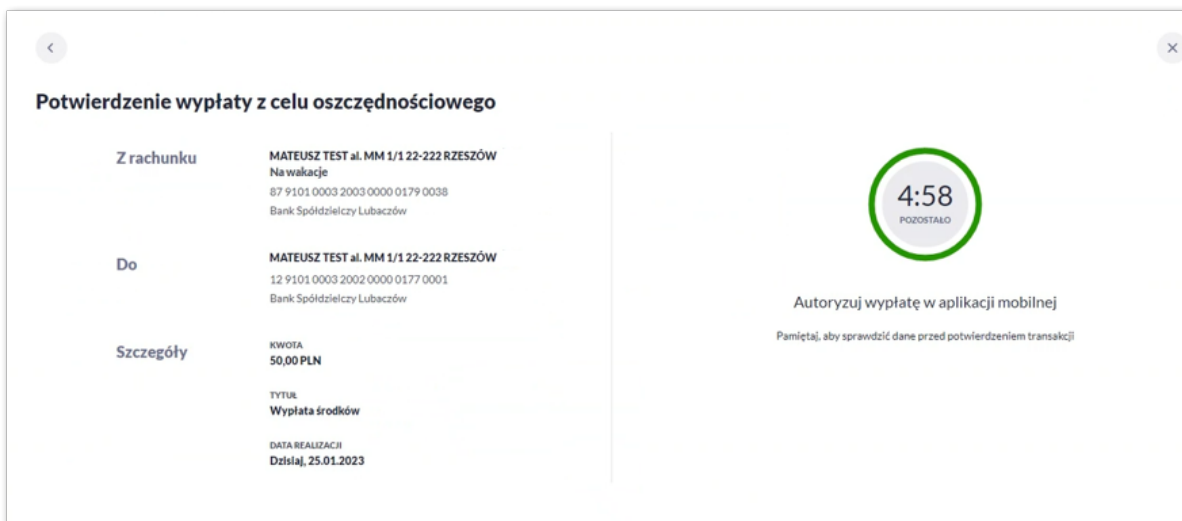 Potwierdzenie wypłaty z celu oszczędnościowego
Z rachunku
MATEUSZ TEST al. MM 1/1 22-222 RZESZÓW
Na wakacje
87 9101 0003 2003 0000 0179 0038
Bank Spółdzielczy Lubaczów
Do
MATEUSZ TEST al. MM 1/1 22-222 RZESZÓW
12 9101 0003 2002 0000 0177 0001
Bank Spółdzielczy Lubaczów
Szczegóły
KWOTA
50,00 PLN
TYTUŁ
Wypłata środków
DATA REALIZACJI
Dzisiaj, 25.01.2023
4:58
POZOSTAŁO
Autoryzuj wypłatę w aplikacji mobilnej
Pamiętaj, aby sprawdzić dane przed potwierdzeniem transakcji